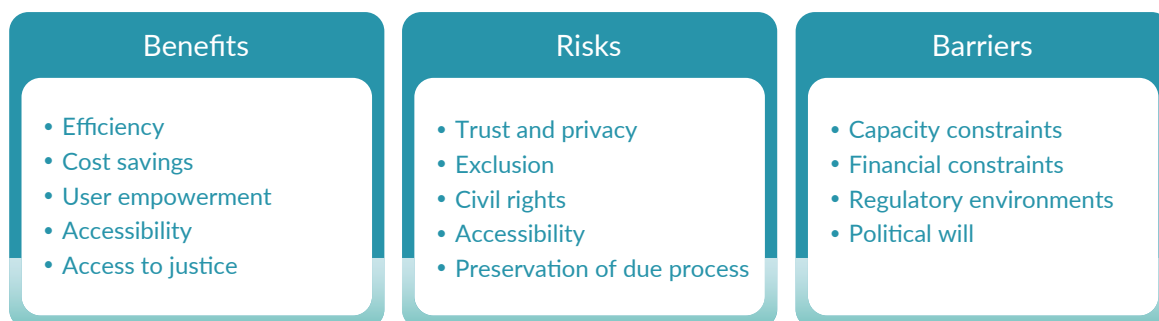 Benefits
• Efficiency
• Cost savings
• User empowerment
• Accessibility
• Access to justice
Risks
• Trust and privacy
• Exclusion
• Civil rights
• Accessibility
• Preservation of due process
Barriers
• Capacity constraints
• Financial constraints
• Regulatory environments
• Political will